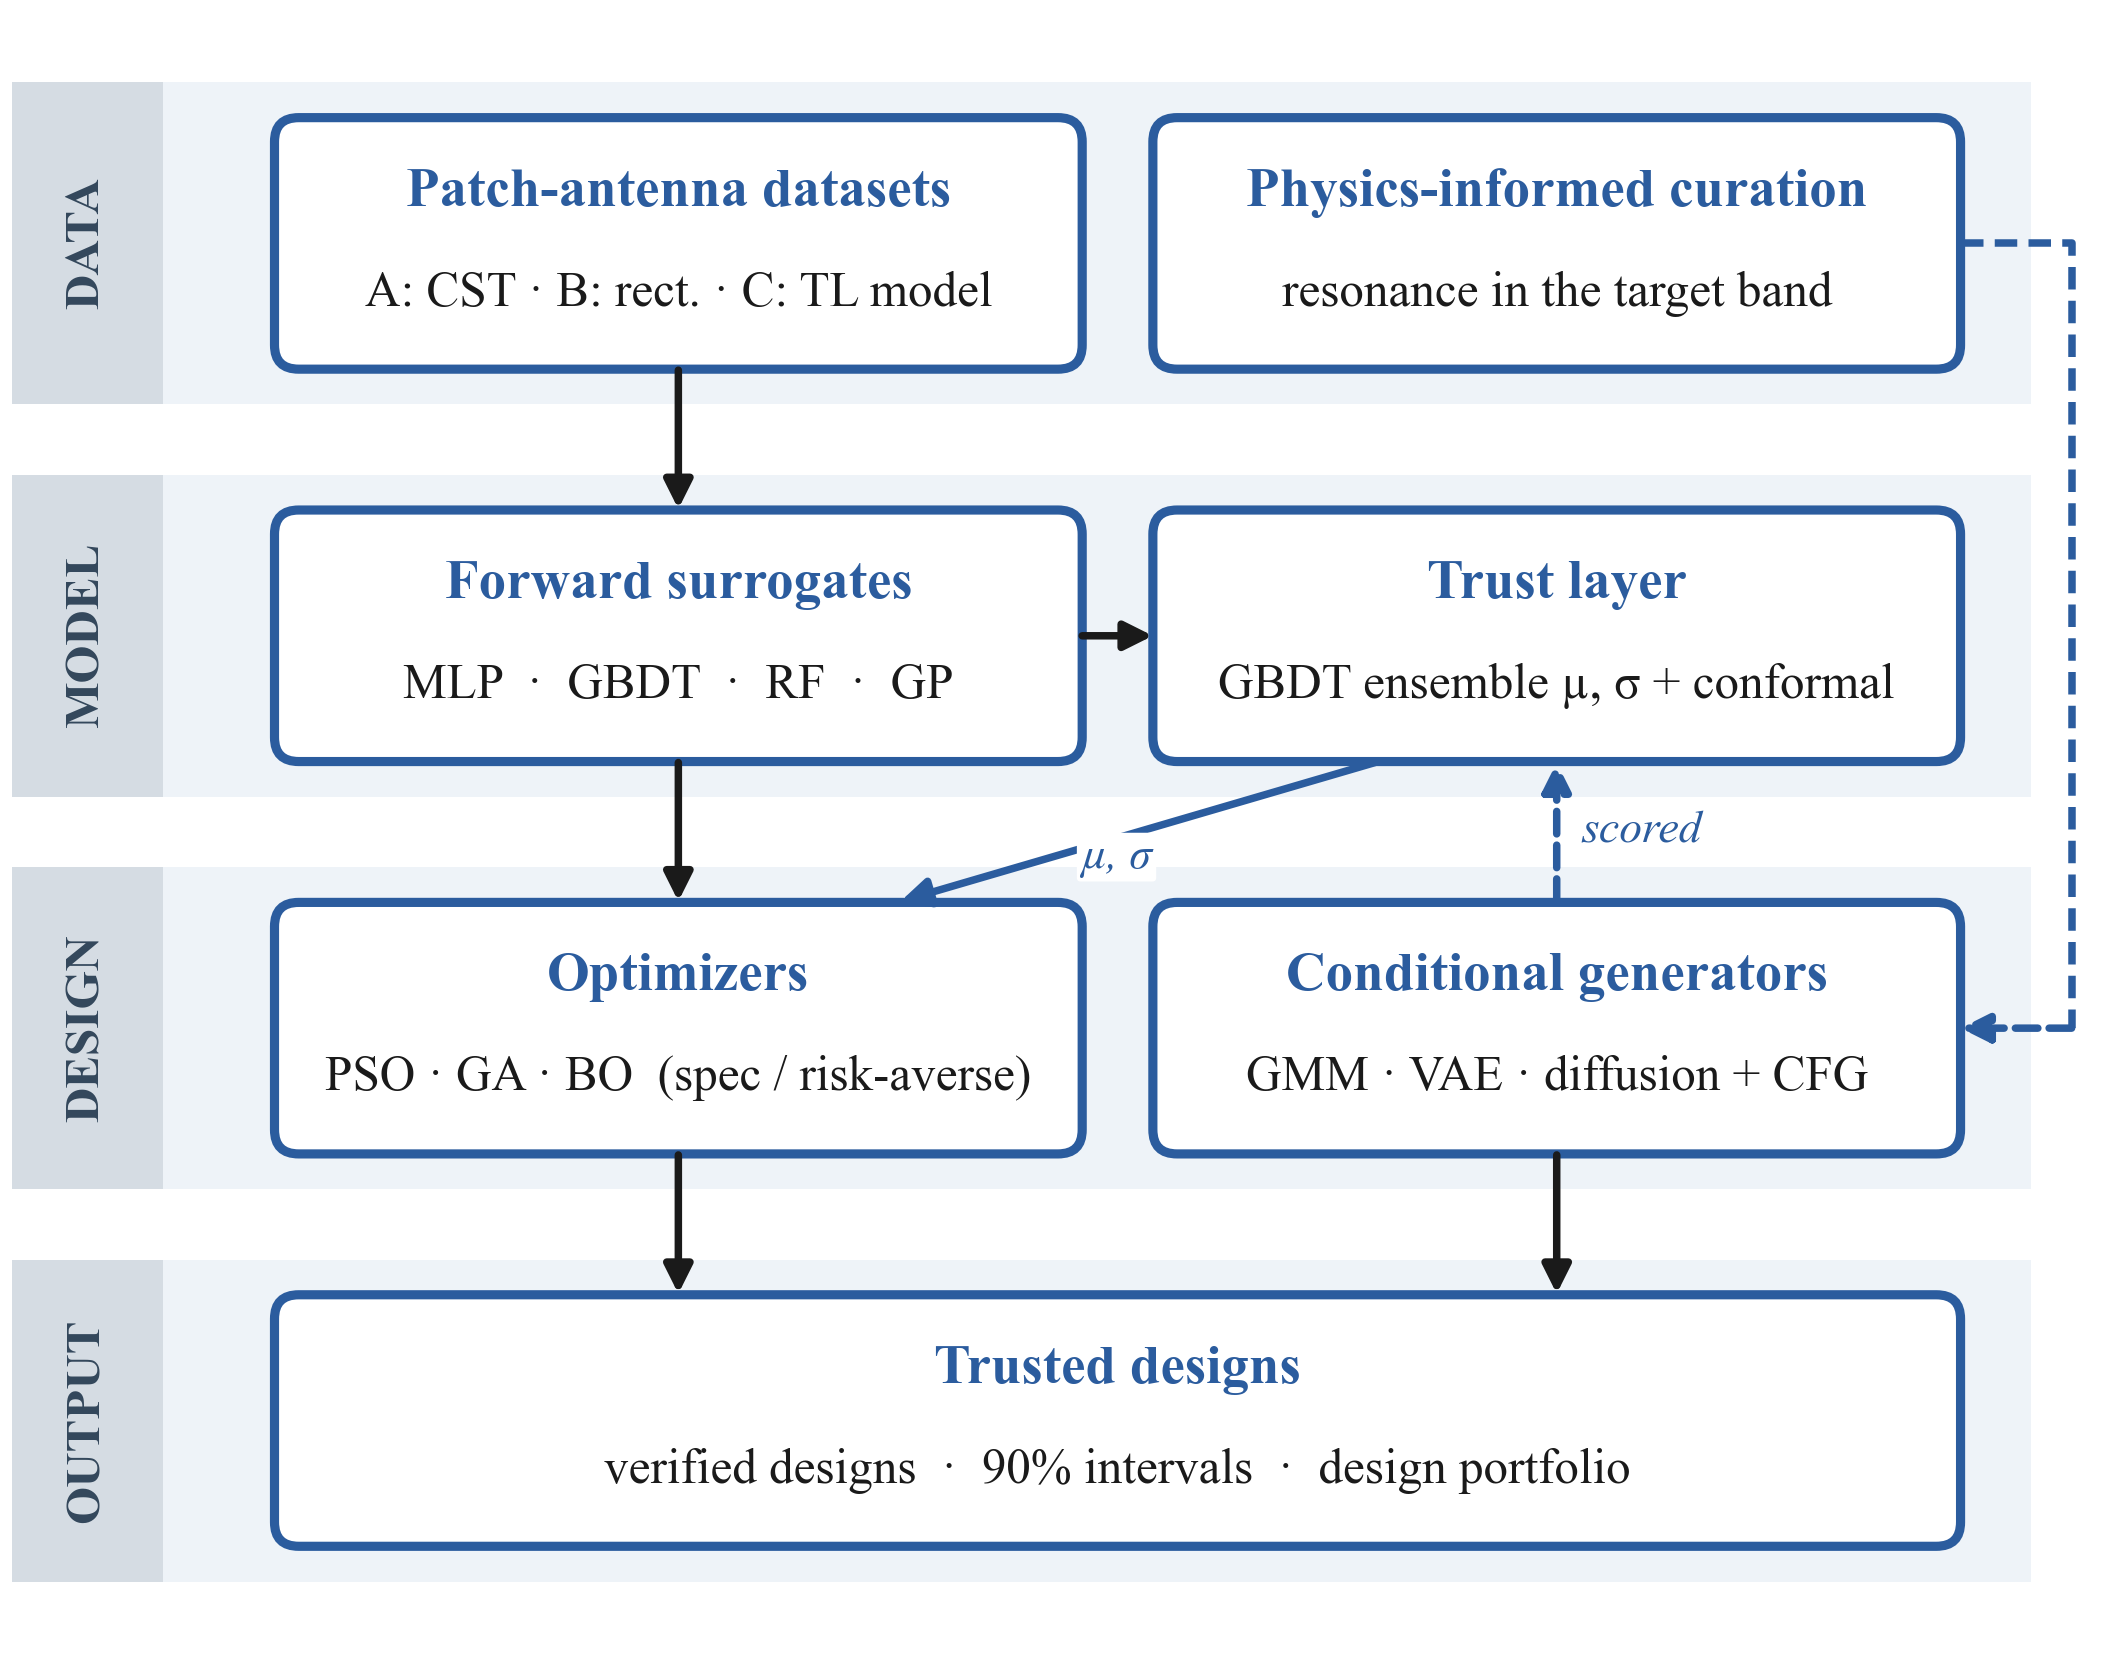 DATA
Patch-antenna datasets
A: CST · B: rect. · C: TL model
Physics-informed curation
resonance in the target band
MODEL
Forward surrogates
MLP · GBDT · RF · GP
Trust layer
GBDT ensemble μ, σ + conformal
μ, σ
scored
DESIGN
Optimizers
PSO · GA · BO (spec / risk-averse)
Conditional generators
GMM · VAE · diffusion + CFG
OUTPUT
Trusted designs
verified designs · 90% intervals · design portfolio